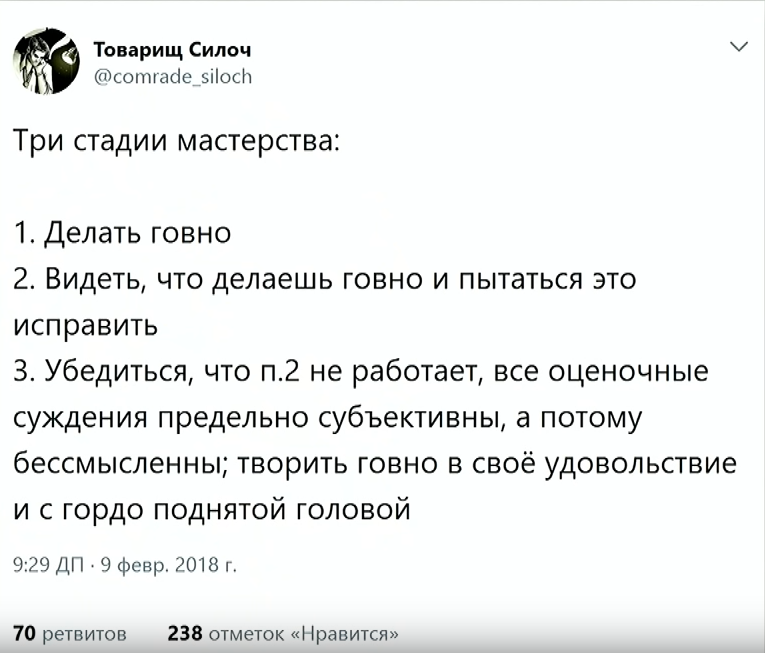 Товарищ Силоч
@comrade_siloch
Три стадии мастерства:
1. Делать говно
2. Видеть, что делаешь говно и пытаться это
исправить
3. Убедиться, что п.2 не работает, все оценочные
суждения предельно субъективны, а потому
бессмысленны; творить говно в своё удовольствие
и с гордо поднятой головой
9:29 ДП · 9 февр. 2018 г.
70 ретвитов 238 отметок «Нравится»